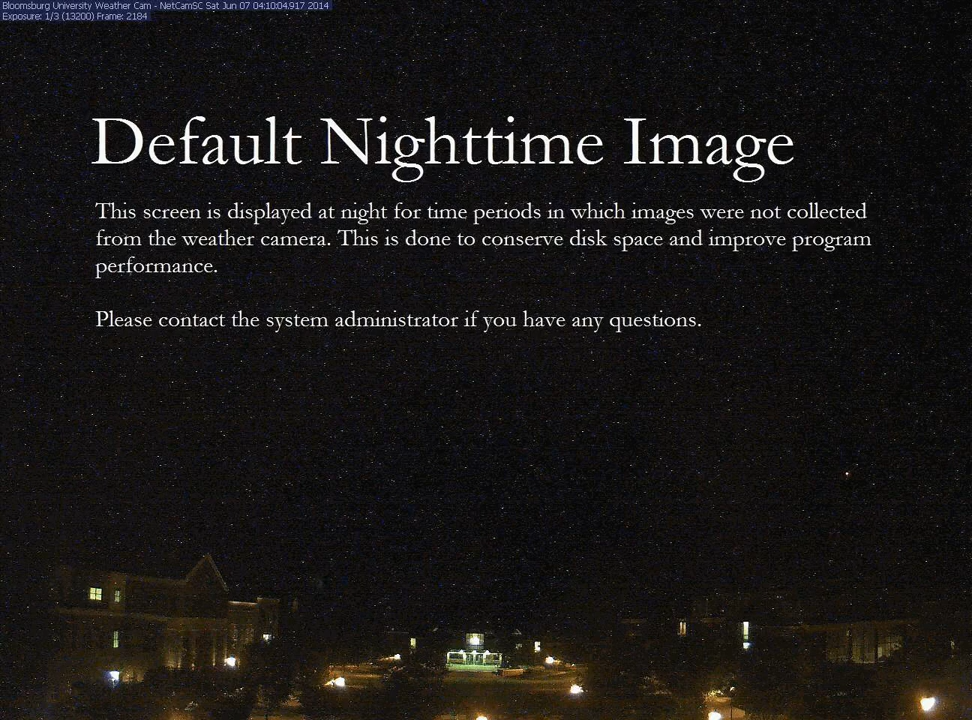 Bloomsburg University Weather Cam - NetCamSC Sat Jun 07 04:10:04.917 2014
Exposure: 1/3 (13200) Frame: 2184
Default Nighttime Image
This screen is displayed at night for time periods in which images were not collected
from the weather camera. This is done to conserve disk space and improve program
performance.
Please contact the system administrator if you have any questions.